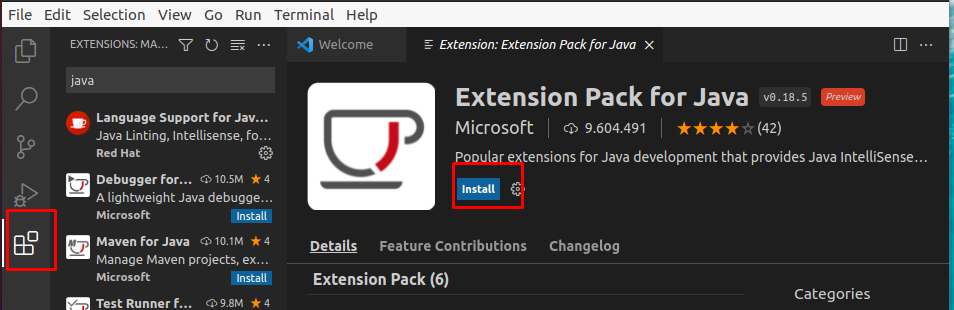 File Edit Selection View Go Run Terminal Help
EXTENSIONS: MA...
java
Language Support for Jav...
Java Linting, Intellisense, fo...
Red Hat
Debugger for... 10.5M ★ 4
A lightweight Java debugge...
Microsoft Install
Maven for Java 10.1M ★ 4
Manage Maven projects, ex...
Microsoft Install
Test Runner f... 9.8M ★ 4
Welcome Extension: Extension Pack for Java
Extension Pack for Java v0.18.5 Preview
Microsoft 9.604.491 ★★★★☆ (42)
Popular extensions for Java development that provides Java IntelliSense...
Install
Details Feature Contributions Changelog
Extension Pack (6)
Categories